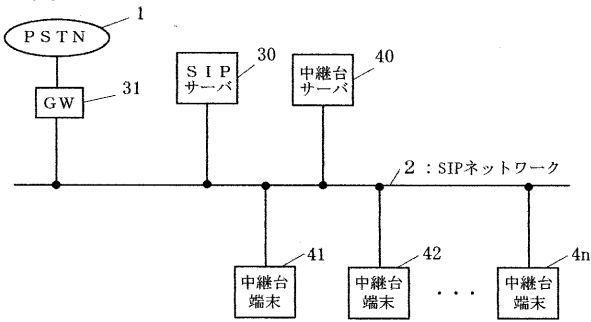 1
ＰＳＴＮ
30
ＳＩＰ
サーバ
40
中継台
サーバ
31
ＧＷ
2 : SIPネットワーク
41
中継台
端末
42
中継台
端末
・・・
4n
中継台
端末